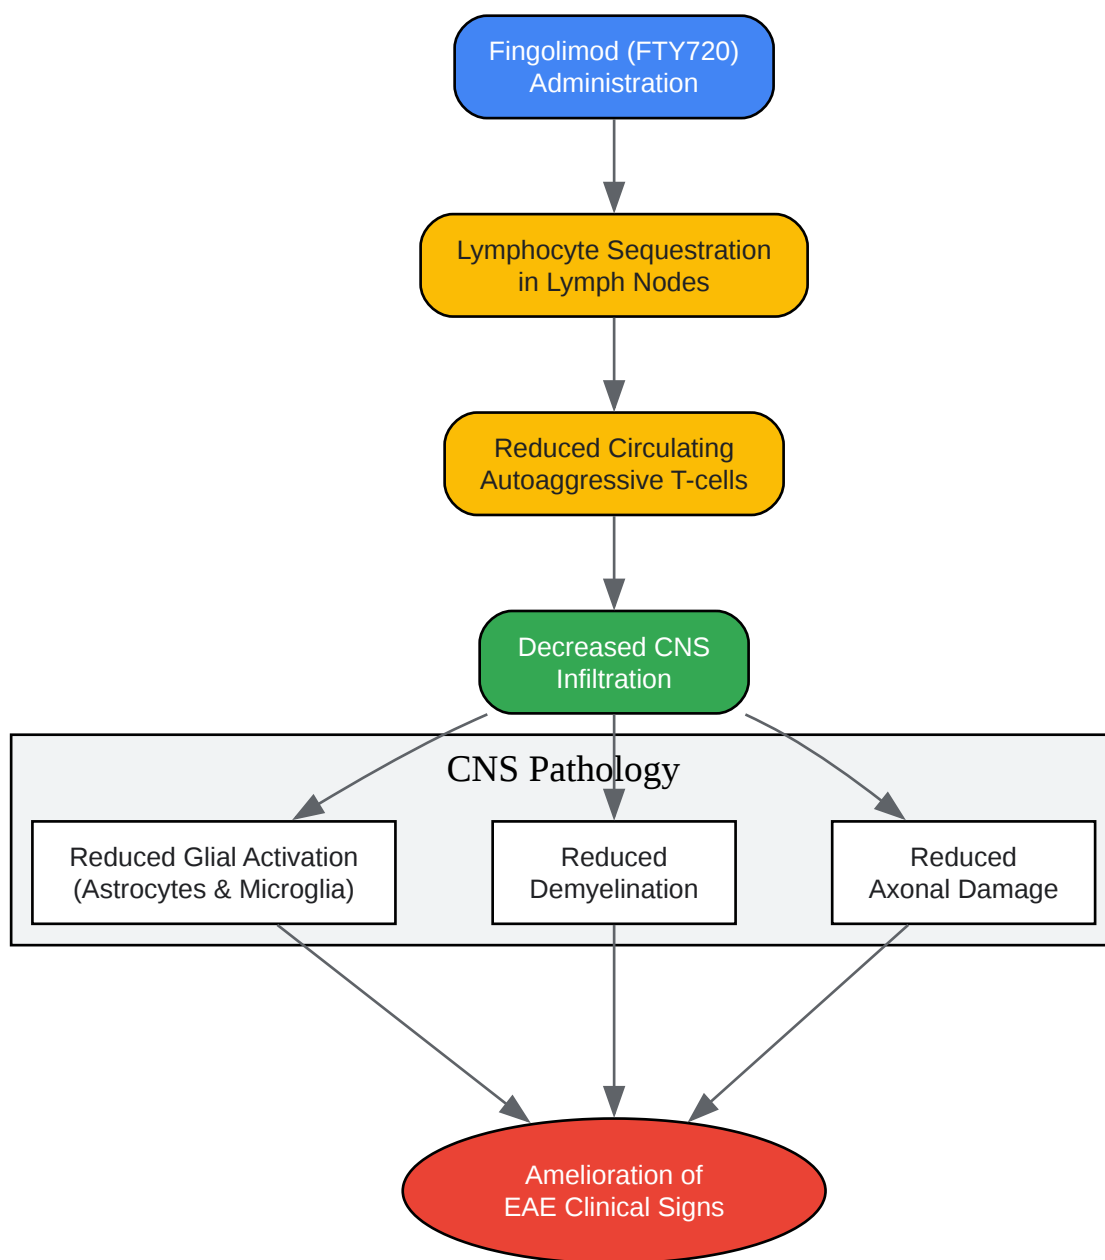 Fingolimod (FTY720)
Administration
Lymphocyte Sequestration
in Lymph Nodes
Reduced Circulating
Autoaggressive T-cells
Decreased CNS
Infiltration
CNS Pathology
Reduced Glial Activation
(Astrocytes & Microglia)
Reduced
Demyelination
Reduced
Axonal Damage
Amelioration of
EAE Clinical Signs